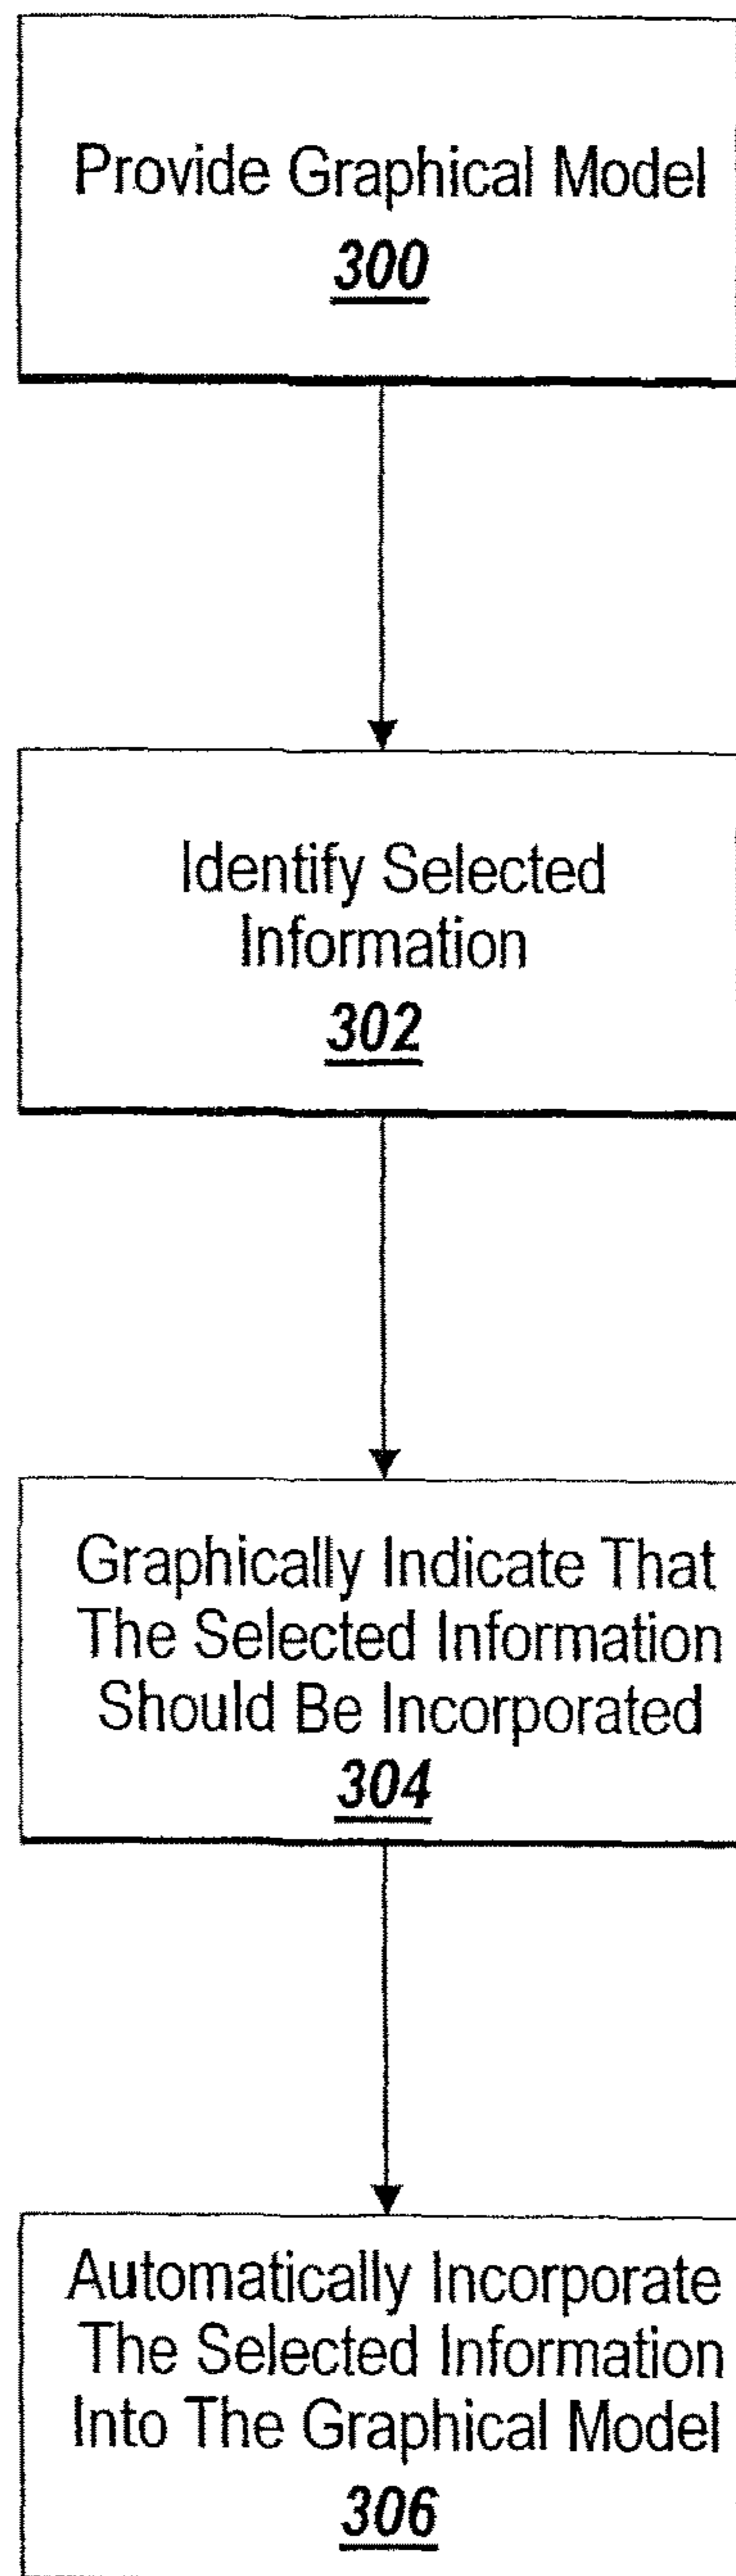 Provide Graphical Model
300
Identify Selected
Information
302
Graphically Indicate That
The Selected Information
Should Be Incorporated
304
Automatically Incorporate
The Selected Information
Into The Graphical Model
306